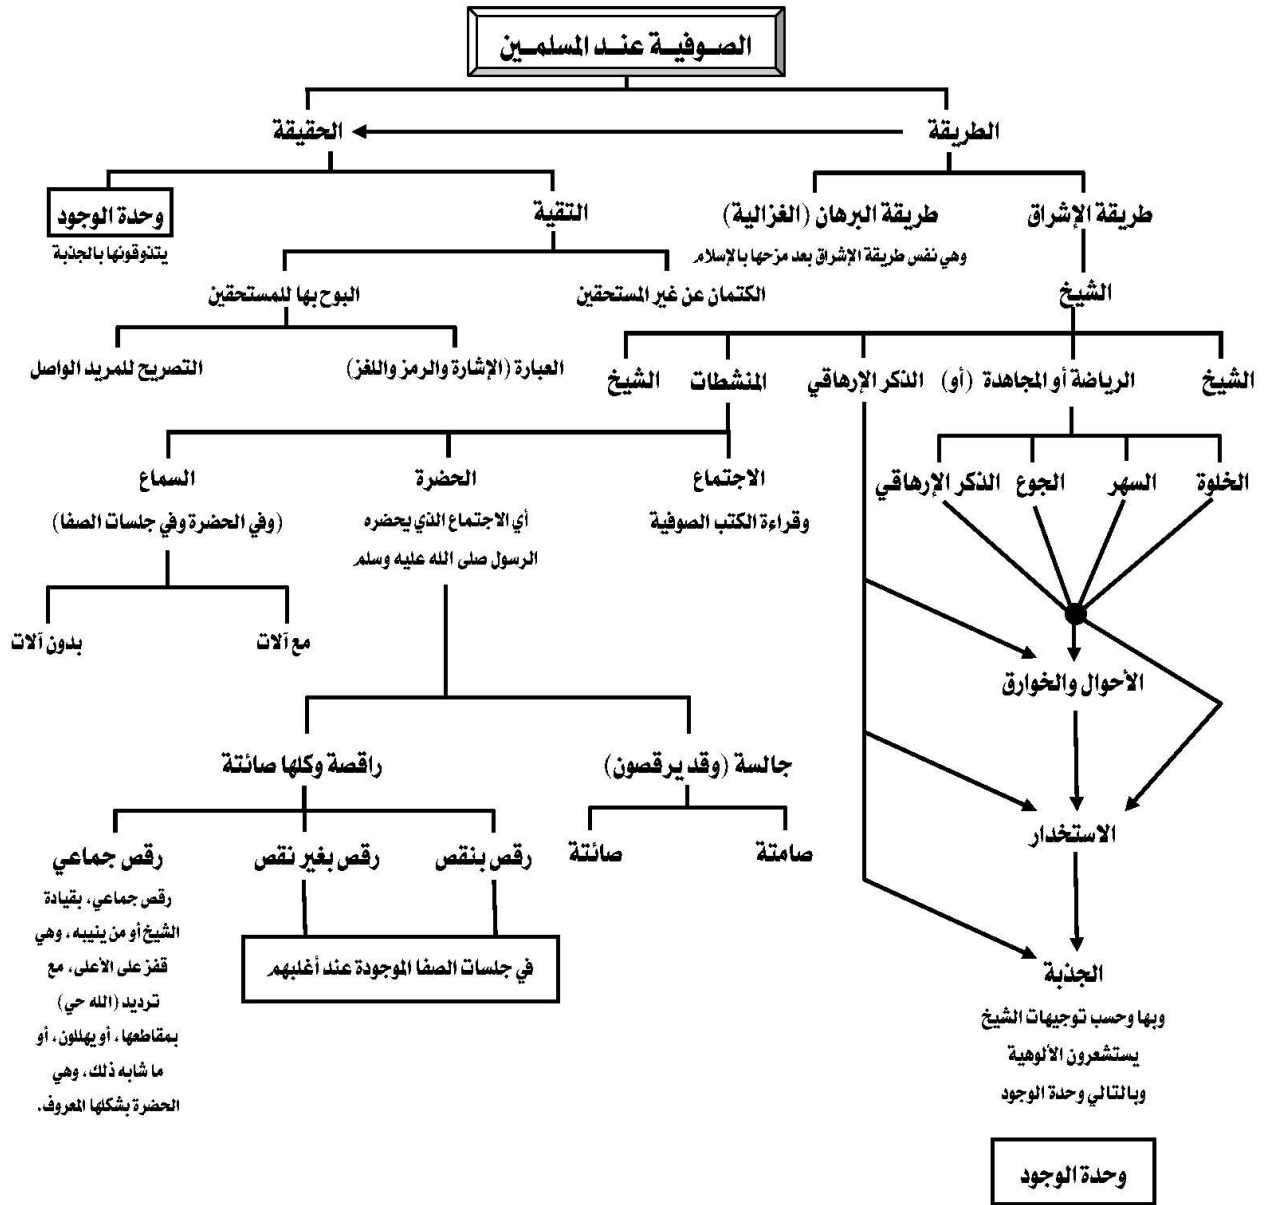 الصوفية عند المسلمين
الطريقة
الحقيقة
طريقة الإشراق
طريقة البرهان (الغزالية)
وهي نفس طريقة الإشراق بعد مزحها بالإسلام
التقية
وحدة الوجود
يتذوقونها بالجذبة
الشيخ
الكتمان عن غير المستحقين
البوح بها للمستحقين
العبارة (الإشارة والرمز واللغز)
التصريح للمريد الواصل
الشيخ
الرياضة أو المجاهدة
(أو)
الذكر الإرهاقي
المنشطات
الشيخ
الخلوة
السهر
الجوع
الذكر الإرهاقي
الاجتماع
وقراءة الكتب الصوفية
الحضرة
أي الاجتماع الذي يحضره
الرسول صلى الله عليه وسلم
السماع
(وفي الحضرة وفي جلسات الصفا)
مع آلات
بدون آلات
الأحوال والخوارق
جالسة (وقد يرقصون)
راقصة وكلها صائتة
الاستخدار
صامتة
صائتة
رقص بنقص
رقص بغير نقص
رقص جماعي
رقص جماعي، بقيادة
الشيخ أو من ينيبه، وهي
قفز على الأعلى، مع
ترديد (الله حي)
بمقاطعها، أو يهللون، أو
ما شابه ذلك، وهي
الحضرة بشكلها المعروف.
في جلسات الصفا الموجودة عند أغلبهم
الجذبة
وبها وحسب توجيهات الشيخ
يستشعرون الألوهية
وبالتالي وحدة الوجود
وحدة الوجود